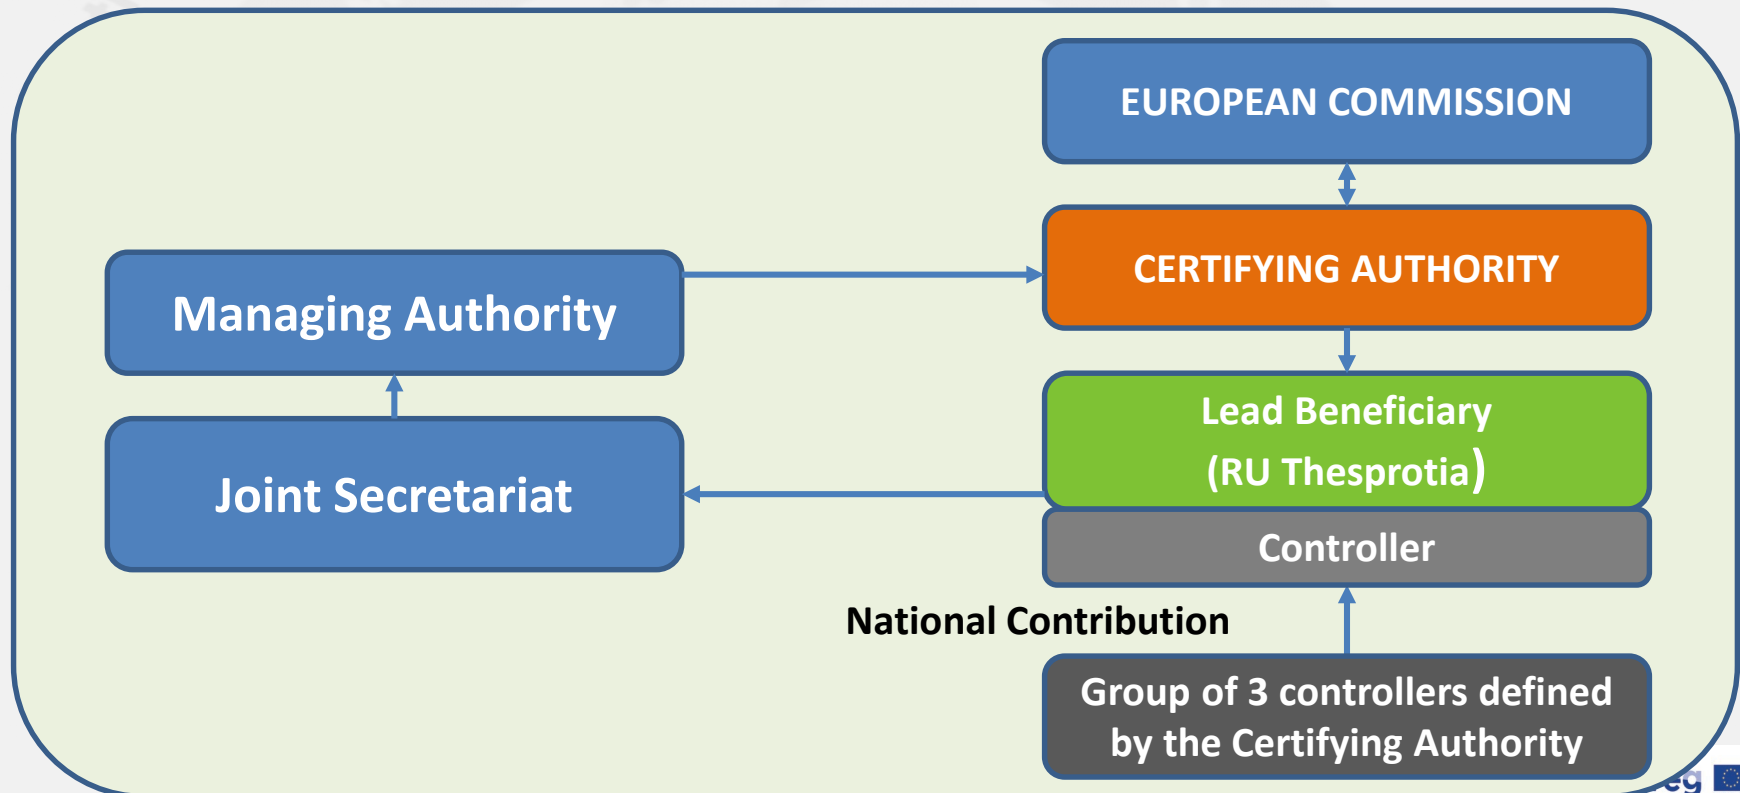 EUROPEAN COMMISSION
CERTIFYING AUTHORITY
Managing Authority
Lead Beneficiary
(RU Thesprotia)
Joint Secretariat
Controller
National Contribution
Group of 3 controllers defined
by the Certifying Authority